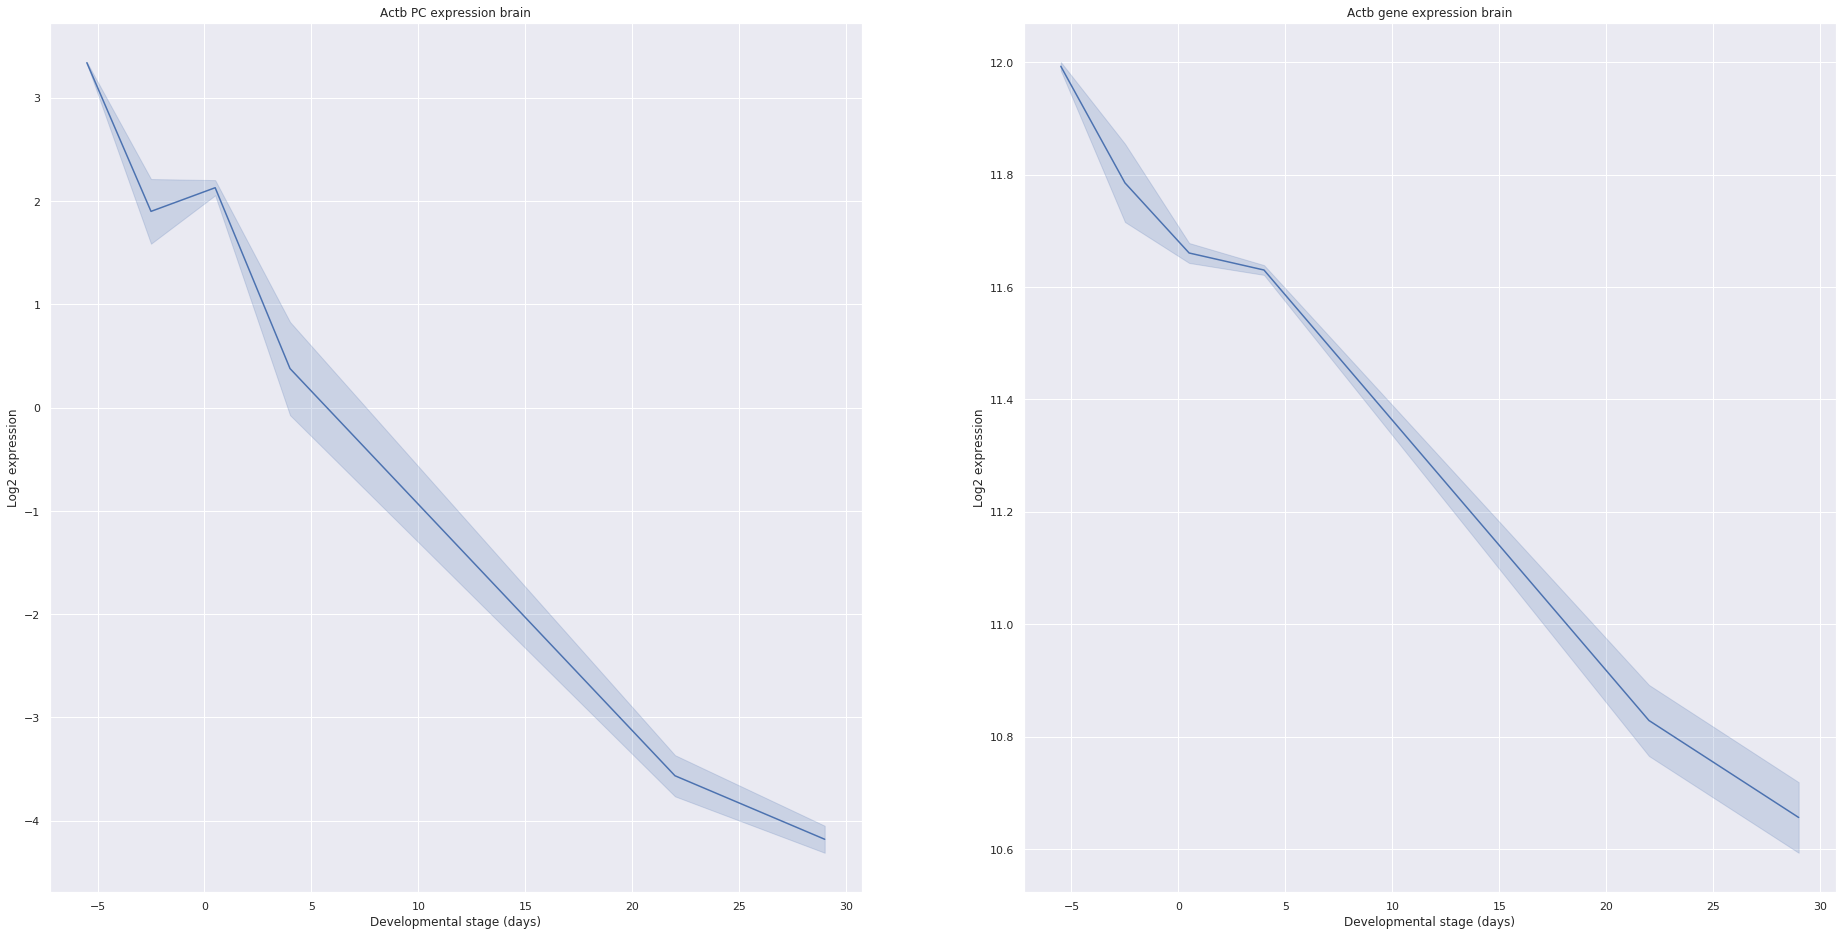 Actb PC expression brain
Log2 expression
3
2
1
0
−1
−2
−3
−4
−5 0 5 10 15 20 25 30
Developmental stage (days)
Actb gene expression brain
Log2 expression
12.0
11.8
11.6
11.4
11.2
11.0
10.8
10.6
−5 0 5 10 15 20 25 30
Developmental stage (days)